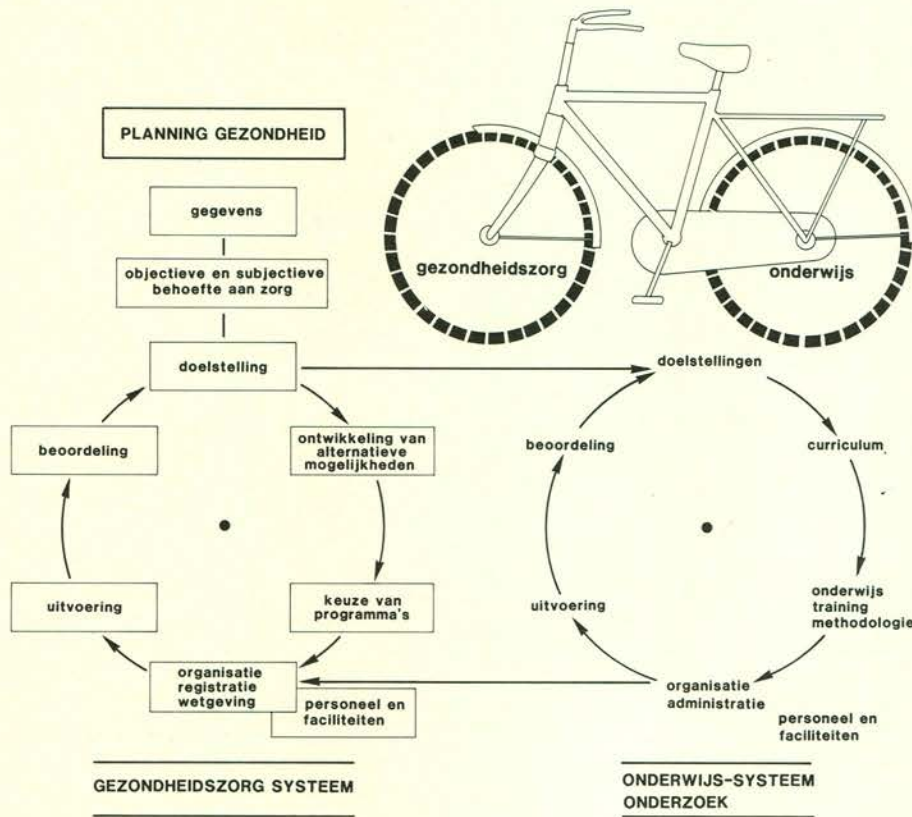 PLANNING GEZONDHEID
gegevens
objectieve en subjectieve
behoefte aan zorg
gezondheidszorg
onderwijs
doelstelling
ontwikkeling van
alternatieve
mogelijkheden
keuze van
programma's
organisatie
registratie
wetgeving
personeel en
faciliteiten
uitvoering
beoordeling
GEZONDHEIDSZORG SYSTEEM
doelstellingen
curriculum
onderwijs
training
methodologie
organisatie
administratie
personeel en
faciliteiten
uitvoering
beoordeling
ONDERWIJS-SYSTEEM
ONDERZOEK